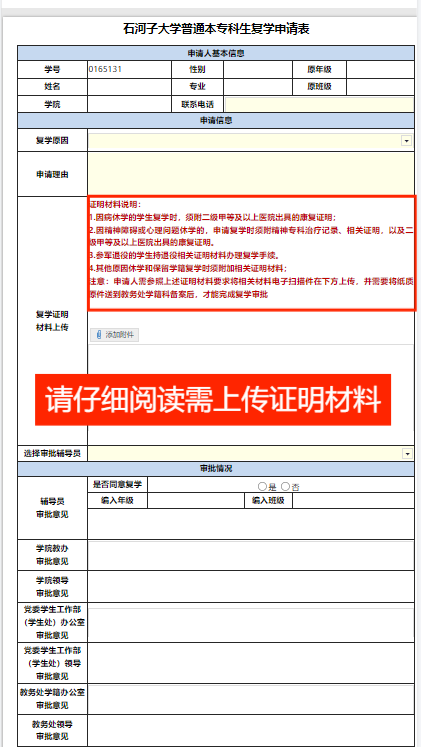 石河子大学普通本专科生复学申请表
申请人基本信息
学号 0165131 性别 原年级
姓名 专业 原班级
学院 联系电话
申请信息
复学原因
申请理由
证明材料说明：
1.因病休学的学生复学时，须附二级甲等及以上医院出具的康复证明；
2.因精神障碍或心理问题休学的，申请复学时须附精神专科治疗记录、相关证明，以及二
级甲等及以上医院出具的康复证明。
3.参军退役的学生持退役相关证明材料办理复学手续。
4.其他原因休学和保留学籍复学时须附加相关证明材料；
注意：申请人需参照上述证明材料要求将相关材料电子扫描件在下方上传，并需要将纸质
原件送到教务处学籍科备案后，才能完成复学审批
复学证明
材料上传
添加附件
请仔细阅读需上传证明材料
选择审批辅导员
审批情况
辅导员
审批意见
是否同意复学 是 否
编入年级 编入班级
学院教办
审批意见
学院领导
审批意见
党委学生工作部
（学生处）办公室
审批意见
党委学生工作部
（学生处）领导
审批意见
教务处学籍办公室
审批意见
教务处领导
审批意见